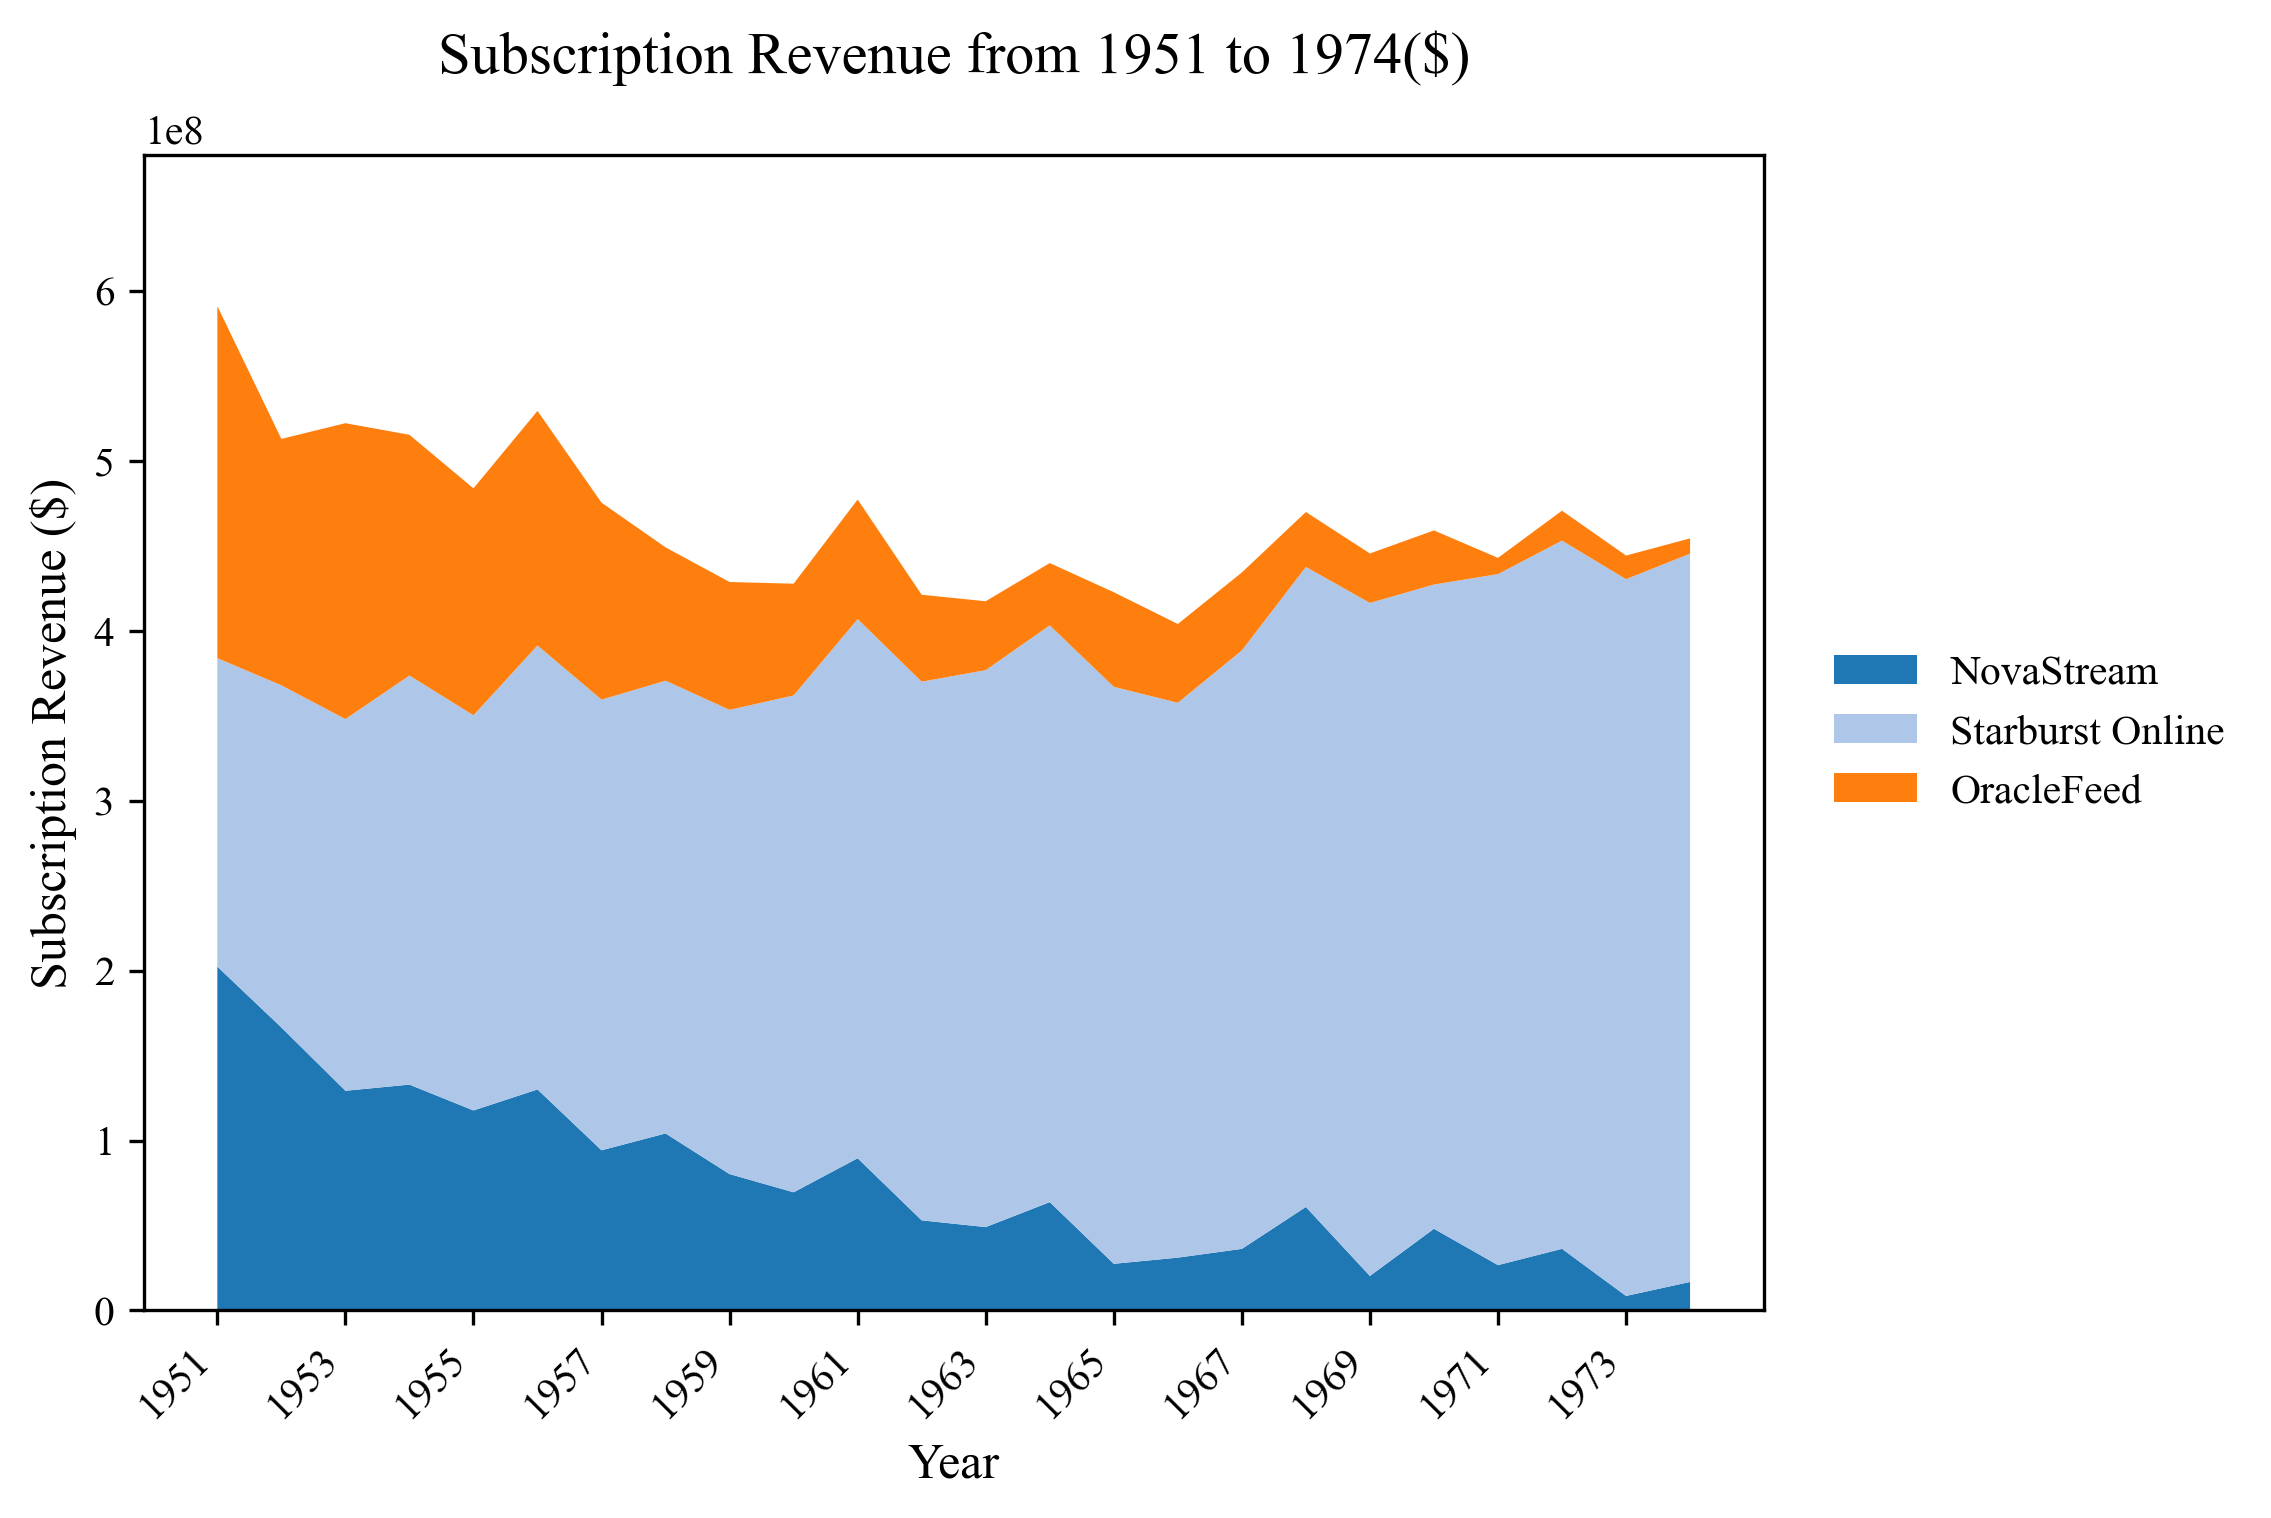 Subscription Revenue from 1951 to 1974($)
1e8
6
5
4
3
2
1
0
Subscription Revenue ($)
1951
1953
1955
1957
1959
1961
1963
1965
1967
1969
1971
1973
Year
NovaStream
Starburst Online
OracleFeed